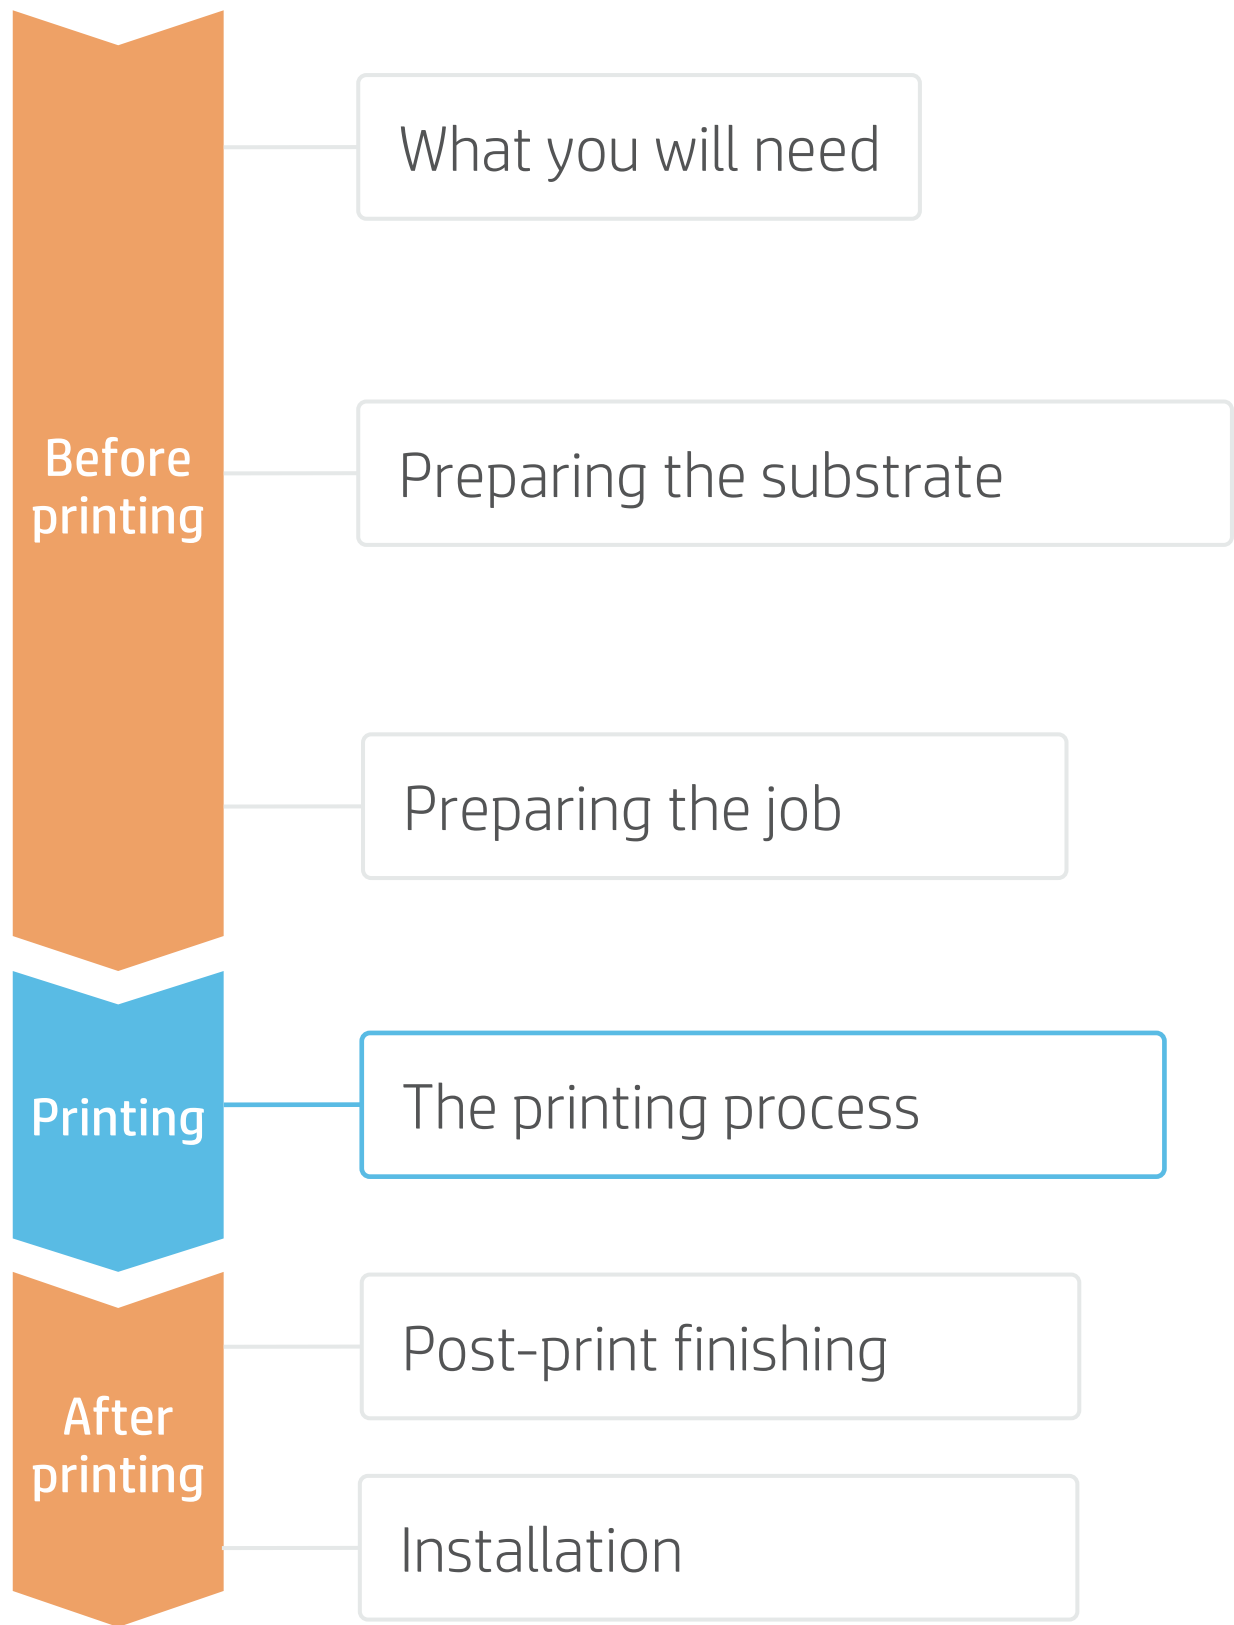 What you will need
Before
printing
Preparing the substrate
Preparing the job
Printing
The printing process
After
printing
Post-print finishing
Installation